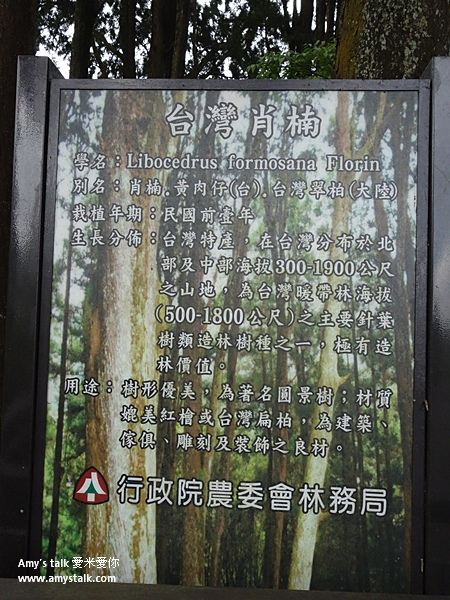 台灣肖楠
學名：Libocedrus formosana Florin
別名：肖楠.黃肉仔(台).台灣翠柏(大陸)
栽植年期：民國前壹年
生長分佈：台灣特產，在台灣分布於北
部及中部海拔300-1900公尺
之山地，為台灣暖帶林海拔
(500-1800公尺)之主要針葉
樹類造林樹種之一，極有造
林價值。
用途：樹形優美，為著名園景樹；材質
媲美紅檜或台灣扁柏，為建築、
傢俱、雕刻及裝飾之良材。
行政院農委會林務局
Amy's talk 愛米愛你
www.amystalk.com